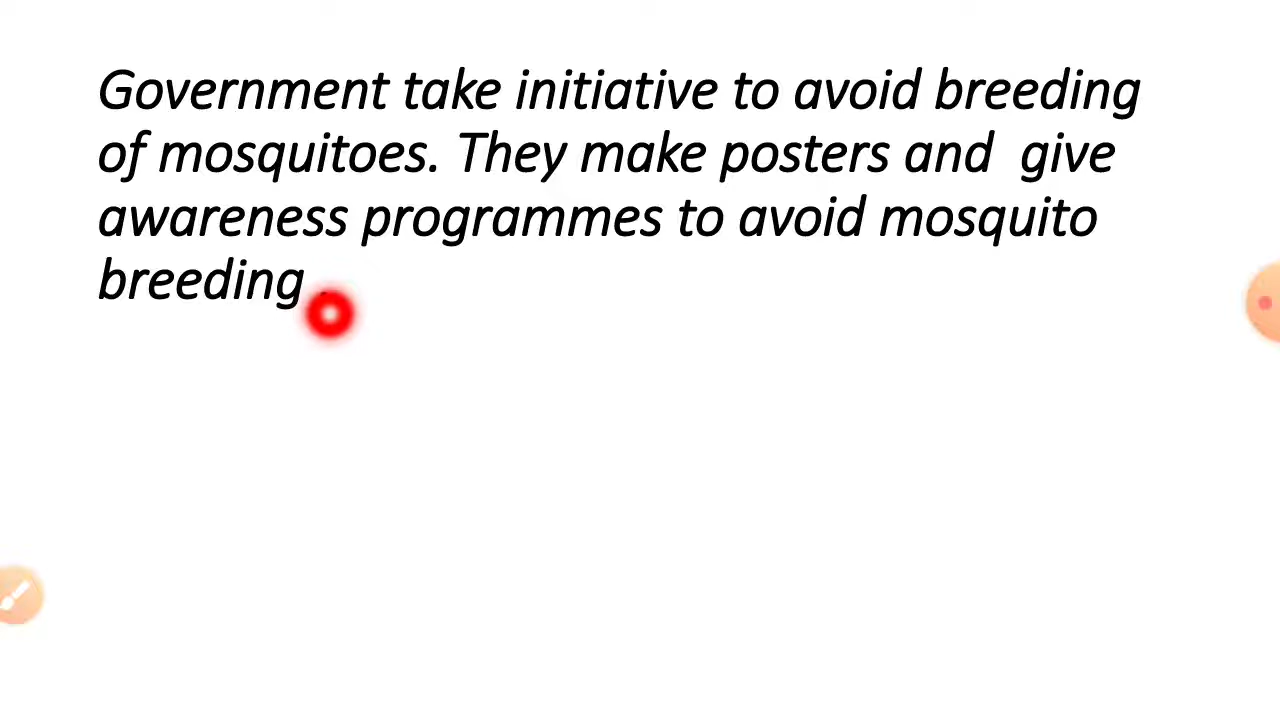 Government take initiative to avoid breeding
of mosquitoes. They make posters and  give
awareness programmes to avoid mosquito
breeding .